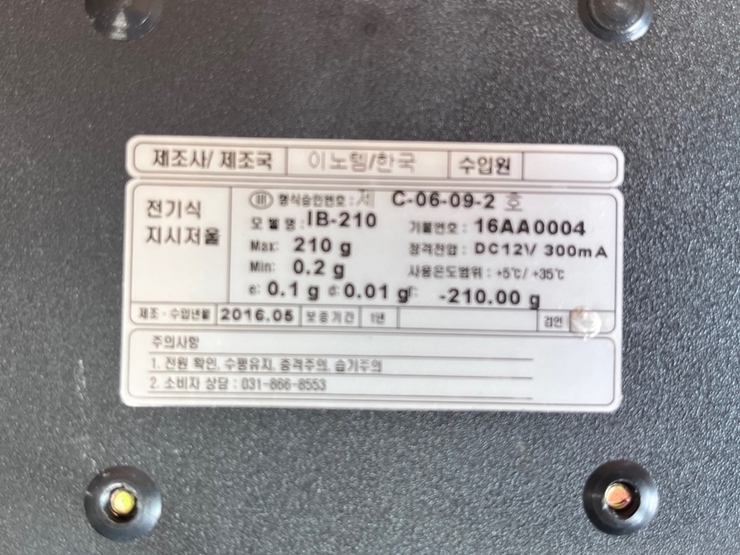 제조사/ 제조국 이노템/한국 수입원
전기식
지시저울
Ⅲ 형식승인번호 : 제 C-06-09-2 호
모 델 명 : IB-210 기물번호 : 16AA0004
Max: 210 g 정격전압 : DC12V/ 300mA
Min: 0.2 g 사용온도범위 : +5℃/ +35℃
e: 0.1 g d: 0.01 g -210.00 g
제조 · 수입년월 2016.05 보증기간 1년 검인
주의사항
1. 전원 확인, 수평유지, 충격주의, 습기주의
2. 소비자 상담 : 031-866-8553